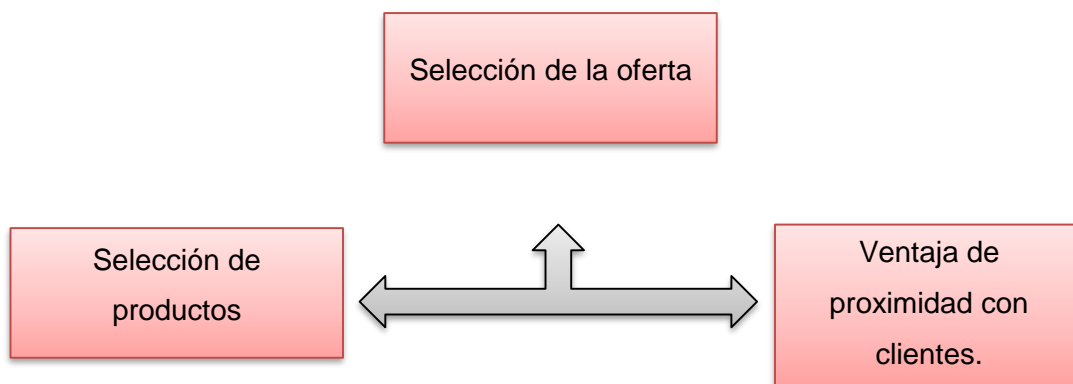 Selección de la oferta
Selección de
productos
Ventaja de
proximidad con
clientes.